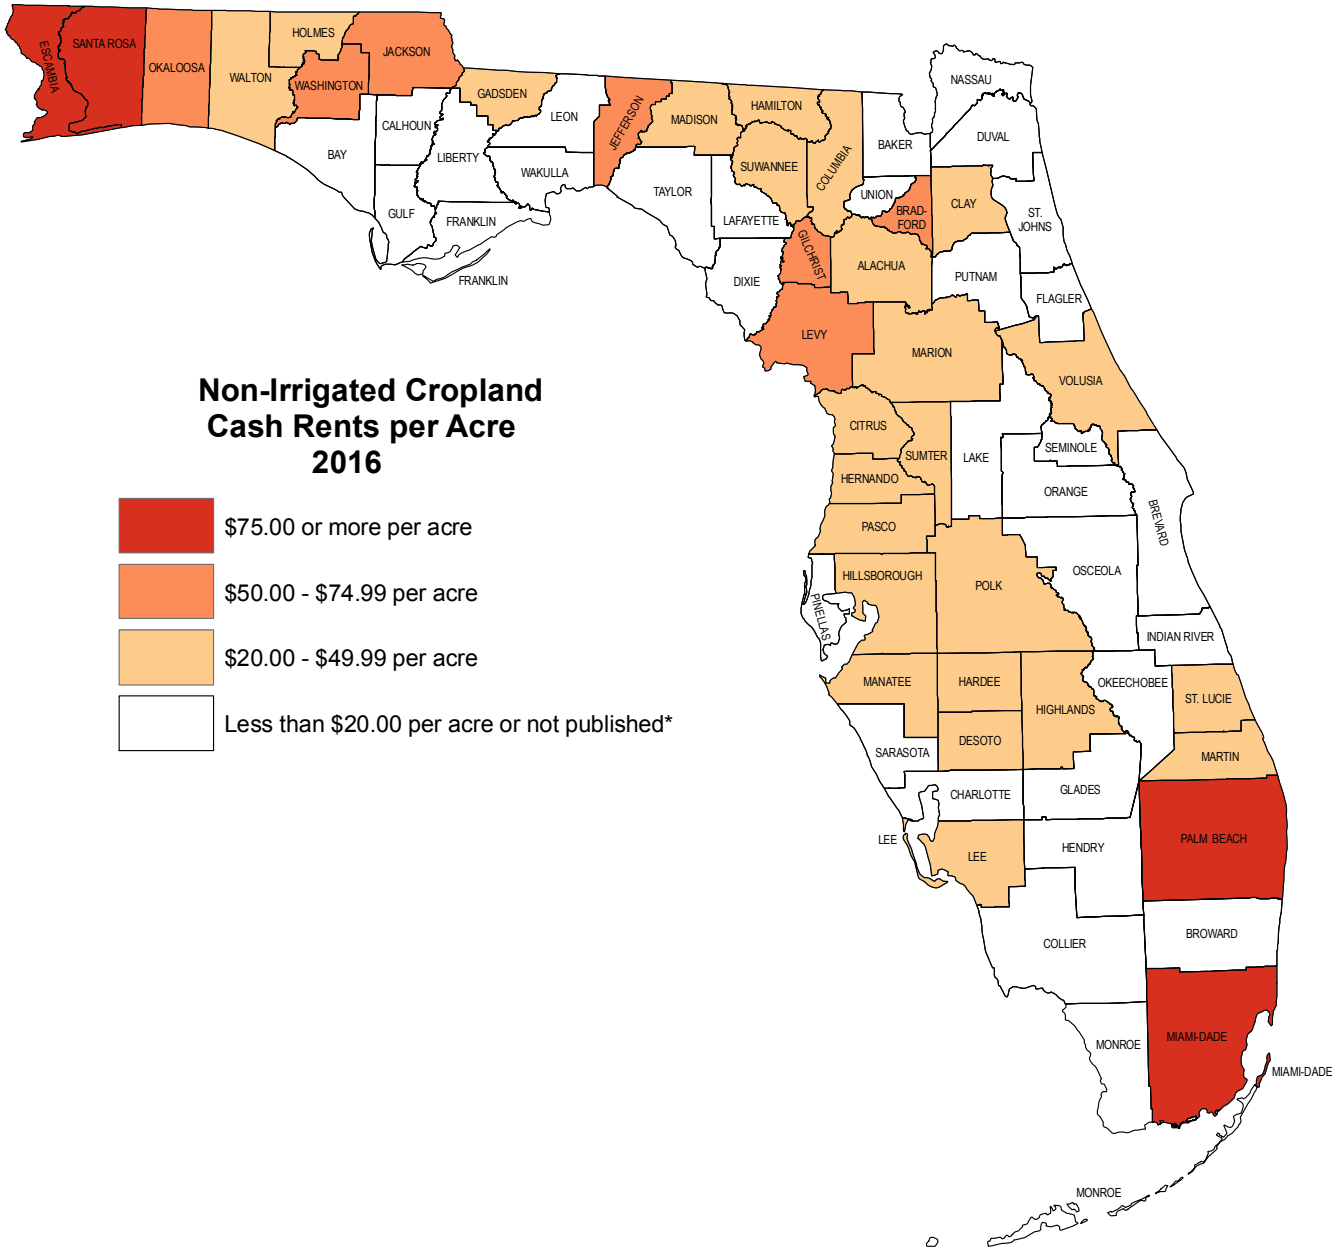 ESCAMBIA
SANTA ROSA
OKALOOSA
WALTON
HOLMES
WASHINGTON
JACKSON
BAY
CALHOUN
GULF
LIBERTY
GADSDEN
FRANKLIN
FRANKLIN
LEON
WAKULLA
JEFFERSON
MADISON
TAYLOR
HAMILTON
SUWANNEE
LAFAYETTE
DIXIE
COLUMBIA
GILCHRIST
LEVY
BAKER
UNION
BRAD-
FORD
ALACHUA
NASSAU
DUVAL
CLAY
ST.
JOHNS
PUTNAM
FLAGLER
MARION
VOLUSIA
CITRUS
SUMTER
LAKE
SEMINOLE
ORANGE
HERNANDO
PASCO
BREVARD
HILLSBOROUGH
PINELLAS
POLK
OSCEOLA
INDIAN RIVER
MANATEE
HARDEE
HIGHLANDS
OKEECHOBEE
ST. LUCIE
SARASOTA
DESOTO
MARTIN
CHARLOTTE
GLADES
LEE
LEE
HENDRY
PALM BEACH
COLLIER
BROWARD
MONROE
MIAMI-DADE
MIAMI-DADE
MONROE
Non-Irrigated Cropland
Cash Rents per Acre
2016
$75.00 or more per acre
$50.00 - $74.99 per acre
$20.00 - $49.99 per acre
Less than $20.00 per acre or not published*